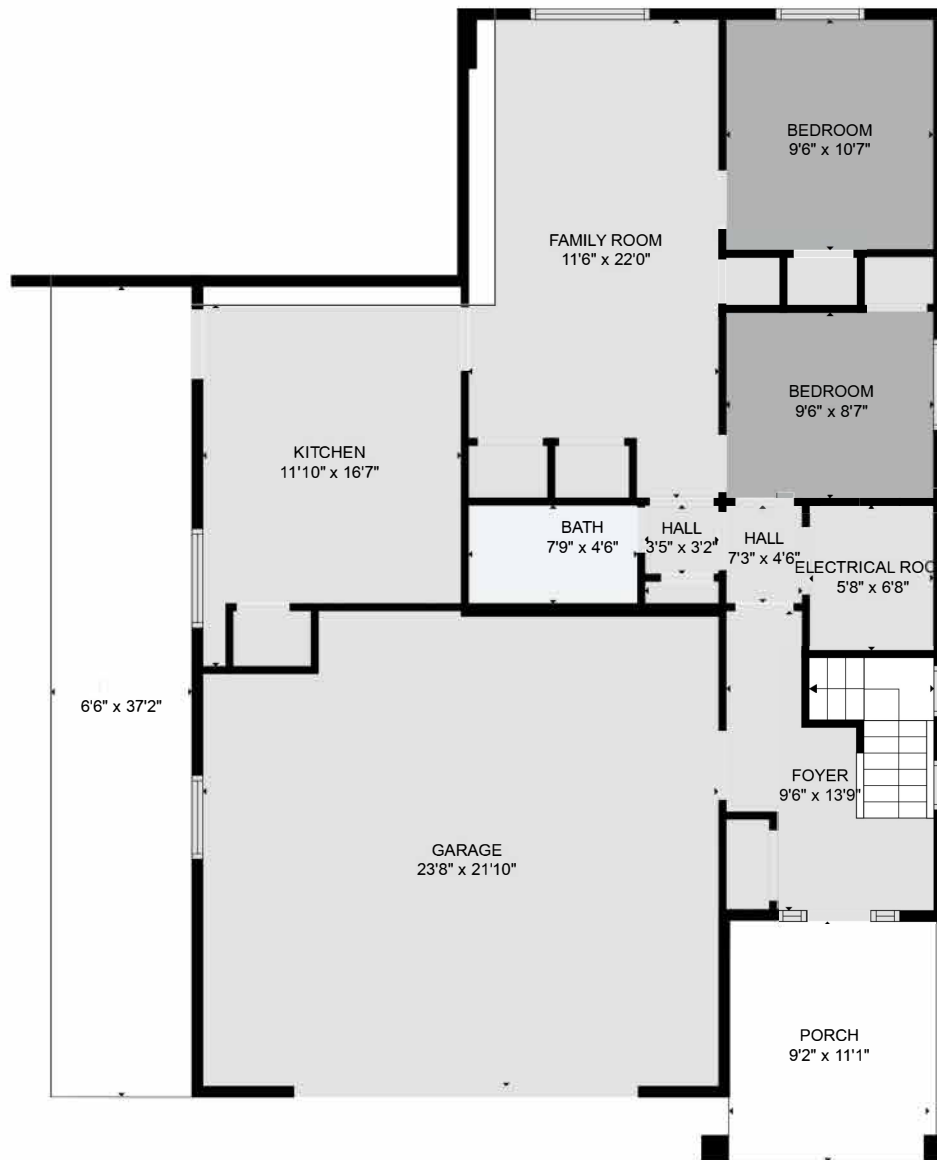 BEDROOM
9'6" x 10'7"
FAMILY ROOM
11'6" x 22'0"
BEDROOM
9'6" x 8'7"
KITCHEN
11'10" x 16'7"
BATH
7'9" x 4'6"
HALL
3'5" x 3'2"
HALL
7'3" x 4'6"
ELECTRICAL ROO
5'8" x 6'8"
6'6" x 37'2"
FOYER
9'6" x 13'9"
GARAGE
23'8" x 21'10"
PORCH
9'2" x 11'1"